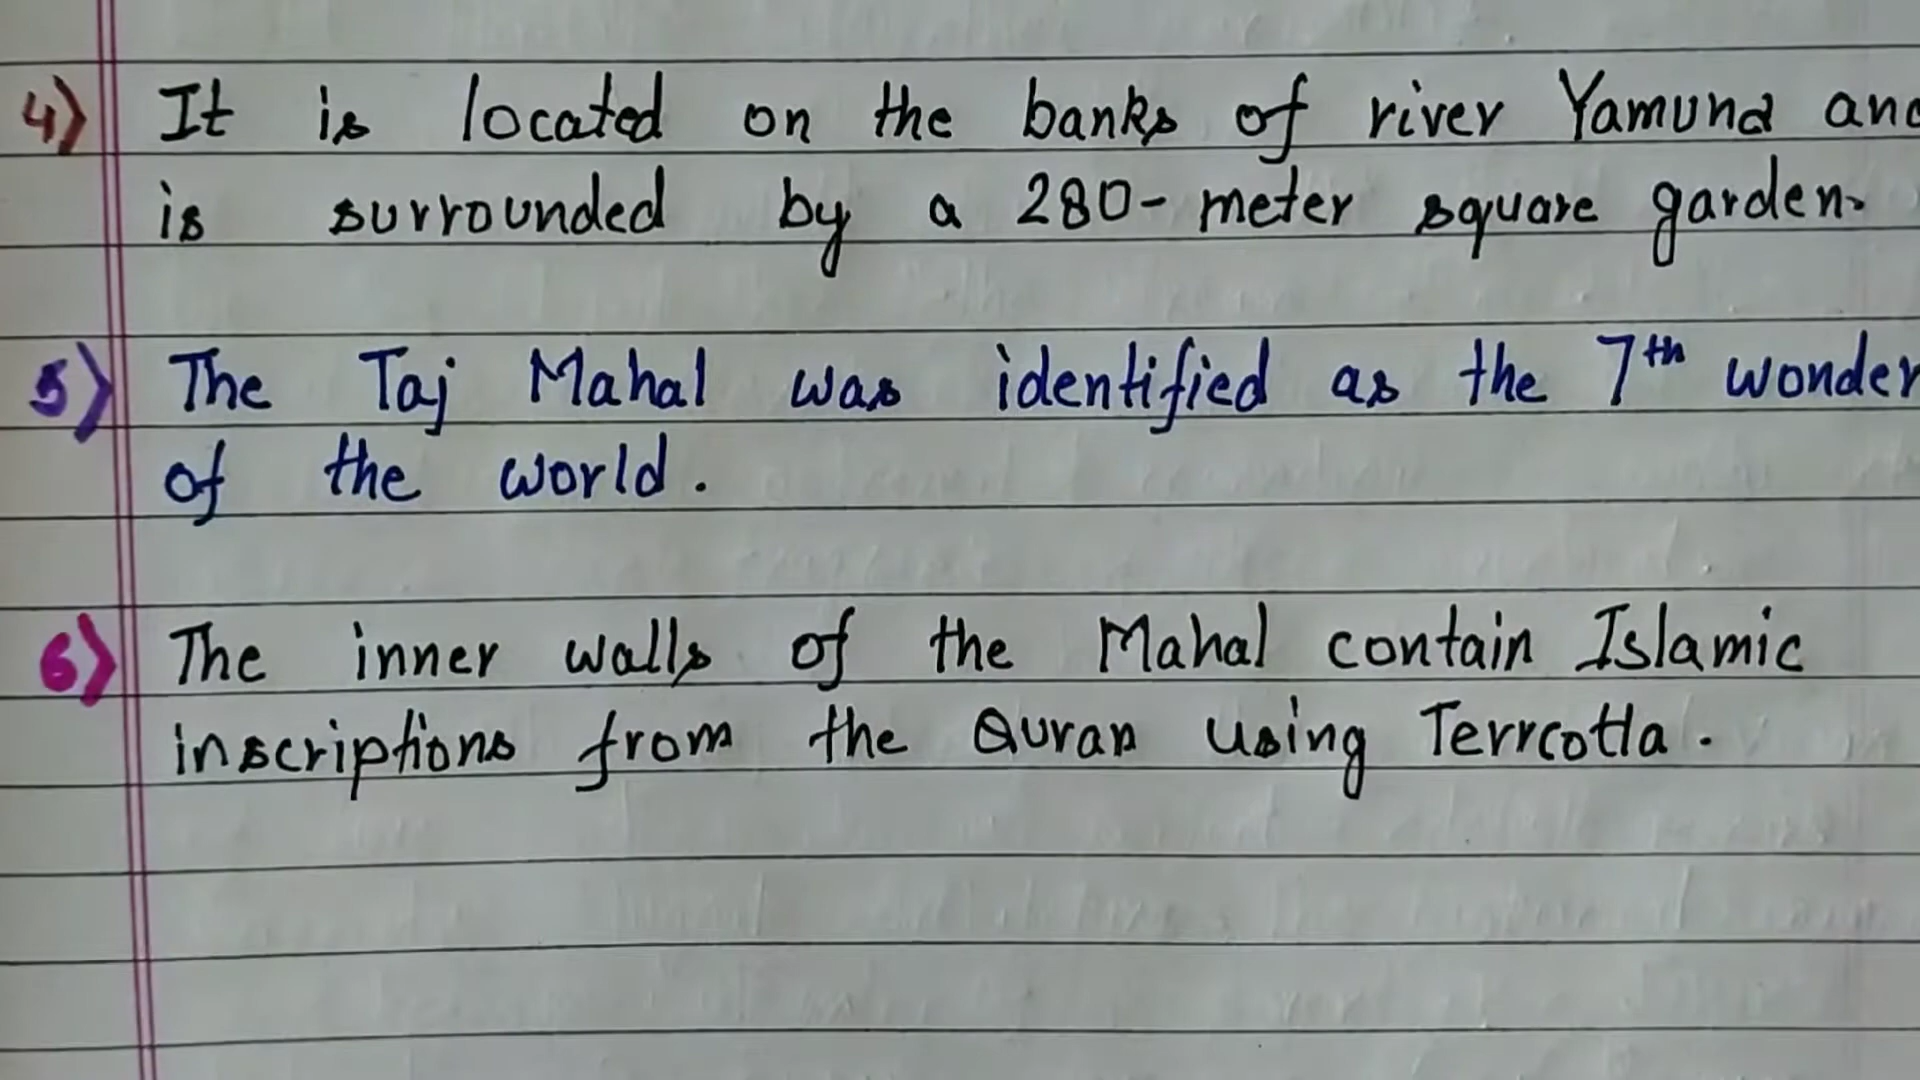 4) It is located on the banks of river Yamuna and
is surrounded by a 280-meter square garden.
5) The Taj Mahal was identified as the 7th wonder
of the world.
6) The inner walls of the Mahal contain Islamic
inscriptions from the Quran using Terrcotta.